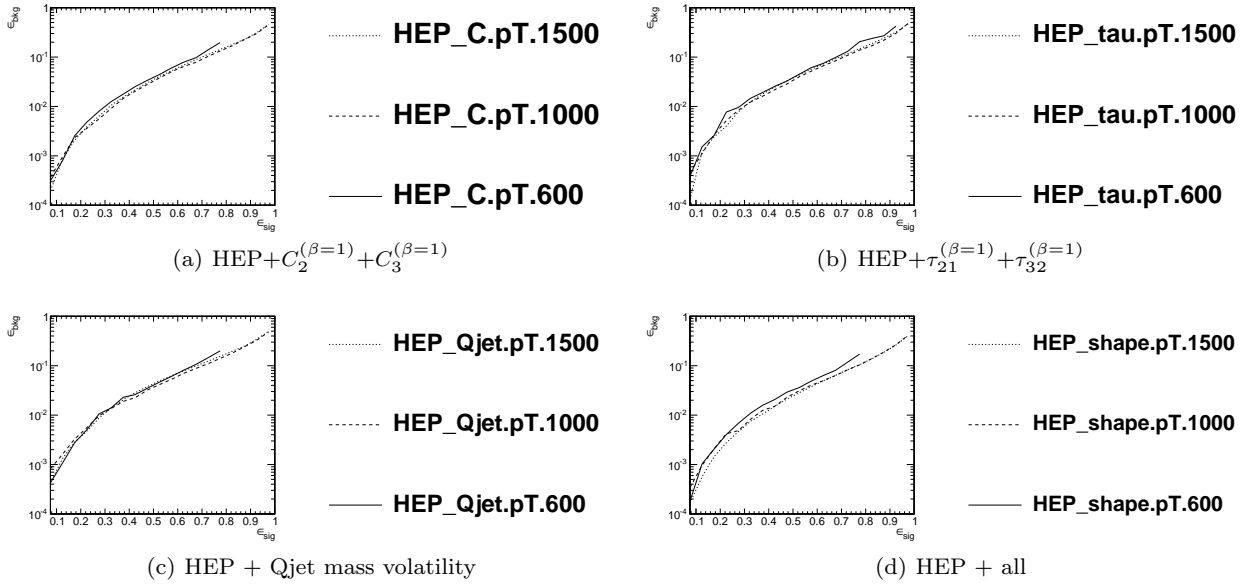 ϵ_bkg
1
10^-1
10^-2
10^-3
10^-4
0.1 0.2 0.3 0.4 0.5 0.6 0.7 0.8 0.9 1
ϵ_sig
HEP_C.pT.1500
HEP_C.pT.1000
HEP_C.pT.600
(a) HEP+C_2^(β=1)+C_3^(β=1)
ϵ_bkg
1
10^-1
10^-2
10^-3
10^-4
0.1 0.2 0.3 0.4 0.5 0.6 0.7 0.8 0.9 1
ϵ_sig
HEP_tau.pT.1500
HEP_tau.pT.1000
HEP_tau.pT.600
(b) HEP+τ_21^(β=1)+τ_32^(β=1)
ϵ_bkg
1
10^-1
10^-2
10^-3
10^-4
0.1 0.2 0.3 0.4 0.5 0.6 0.7 0.8 0.9 1
ϵ_sig
HEP_Qjet.pT.1500
HEP_Qjet.pT.1000
HEP_Qjet.pT.600
(c) HEP + Qjet mass volatility
ϵ_bkg
1
10^-1
10^-2
10^-3
10^-4
0.1 0.2 0.3 0.4 0.5 0.6 0.7 0.8 0.9 1
ϵ_sig
HEP_shape.pT.1500
HEP_shape.pT.1000
HEP_shape.pT.600
(d) HEP + all